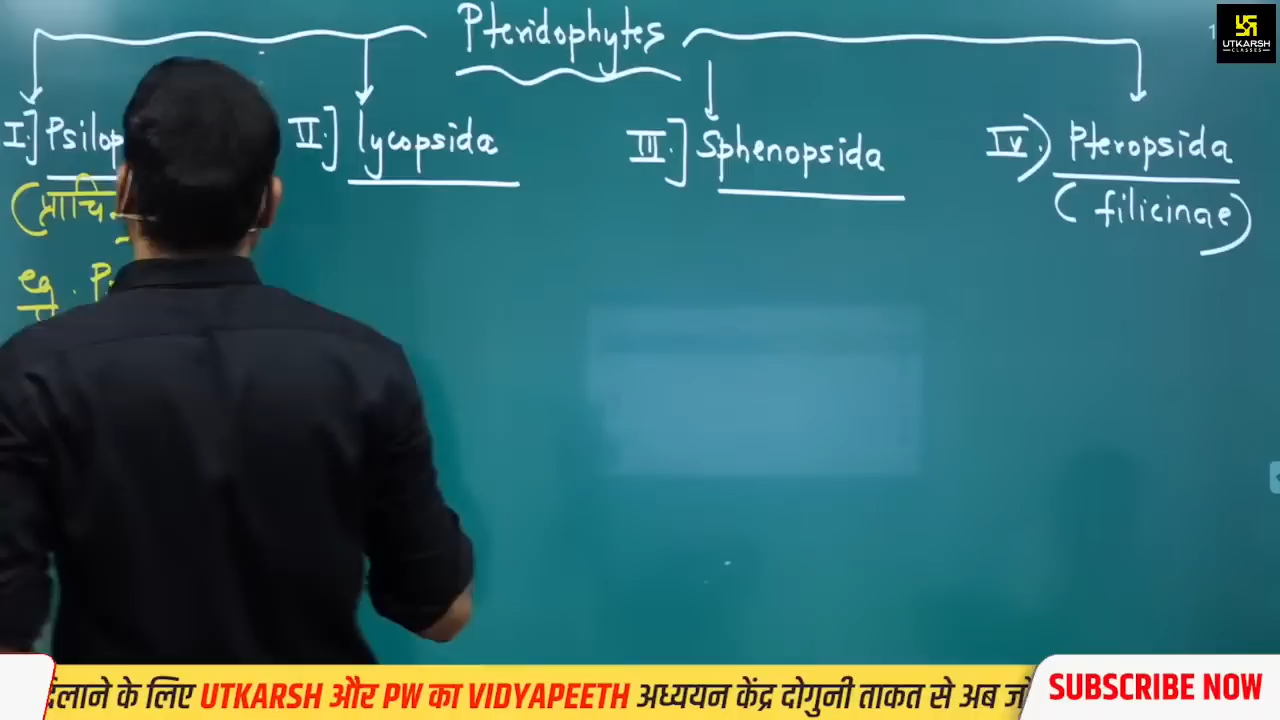 Pteridophytes
I.] Psilop
II.] Lycopsida
III.] Sphenopsida
IV.) Pteropsida
(filicinae)
(प्राचि
eg. P
UTKARSH
CLASSES
के लिए UTKARSH और PW का VIDYAPEETH अध्ययन केंद्र दोगुनी ताकत से अब
SUBSCRIBE NOW